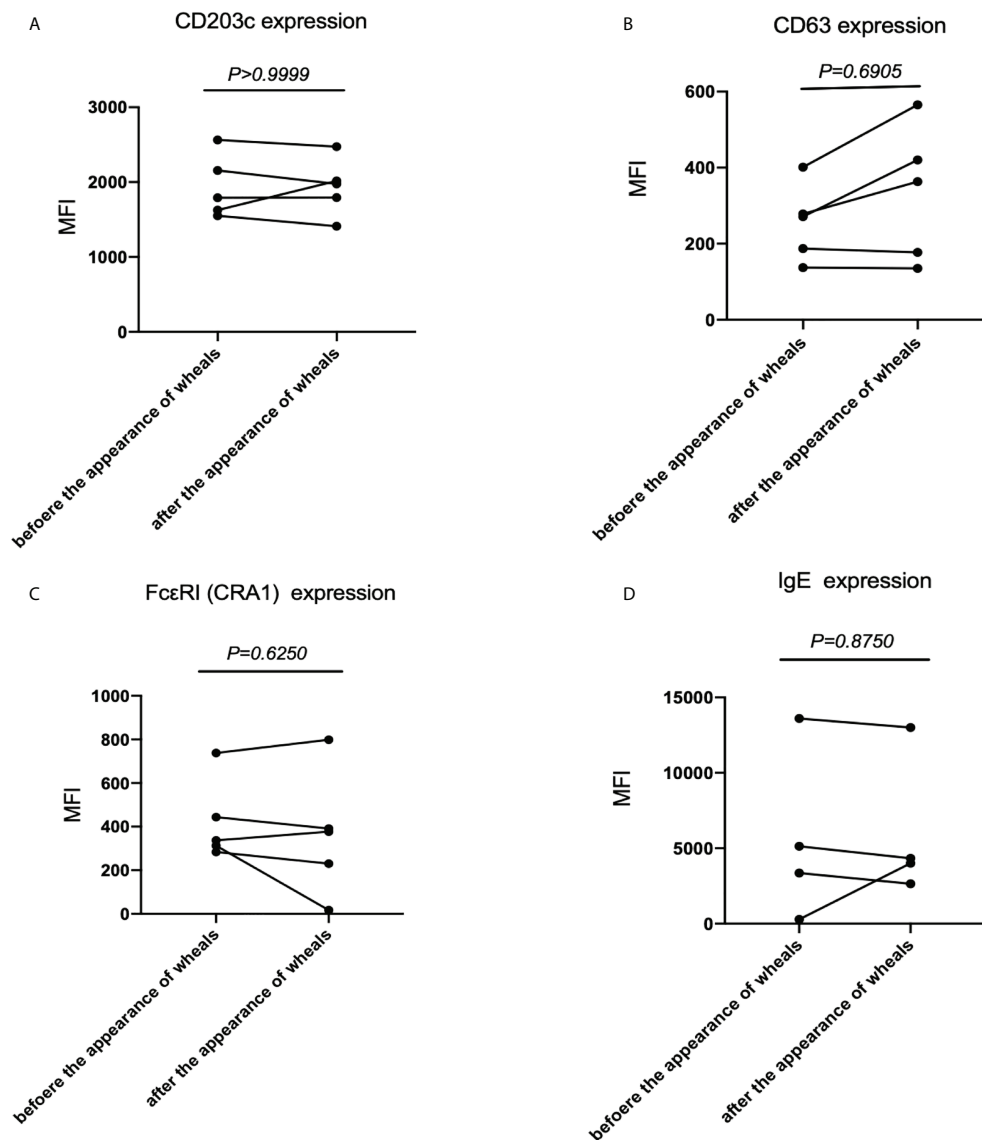 A
CD203c expression
P>0.9999
MFI
3000
2000
1000
0
befoere the appearance of wheals
after the appearance of wheals
B
CD63 expression
P=0.6905
MFI
600
400
200
0
befoere the appearance of wheals
after the appearance of wheals
C
FcεRI (CRA1) expression
P=0.6250
MFI
1000
800
600
400
200
0
befoere the appearance of wheals
after the appearance of wheals
D
IgE expression
P=0.8750
MFI
15000
10000
5000
0
befoere the appearance of wheals
after the appearance of wheals